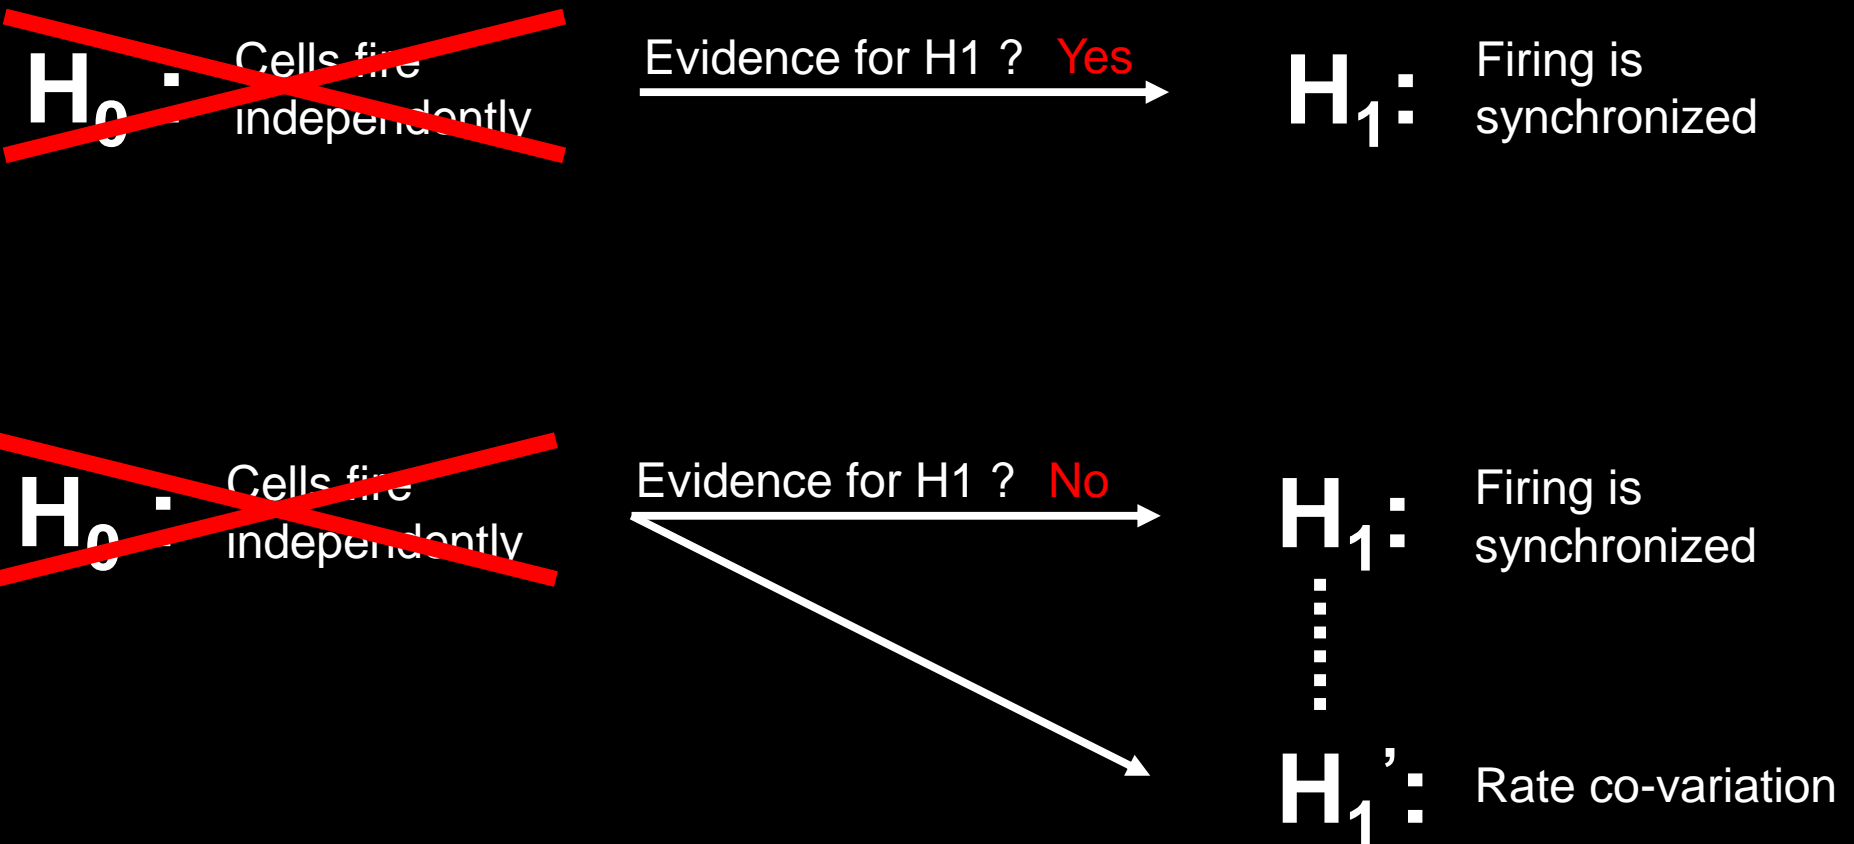 H0 : Cells fire
independently
Evidence for H1 ? Yes
H1: Firing is
synchronized
H0 : Cells fire
independently
Evidence for H1 ? No
H1: Firing is
synchronized
H1’: Rate co-variation